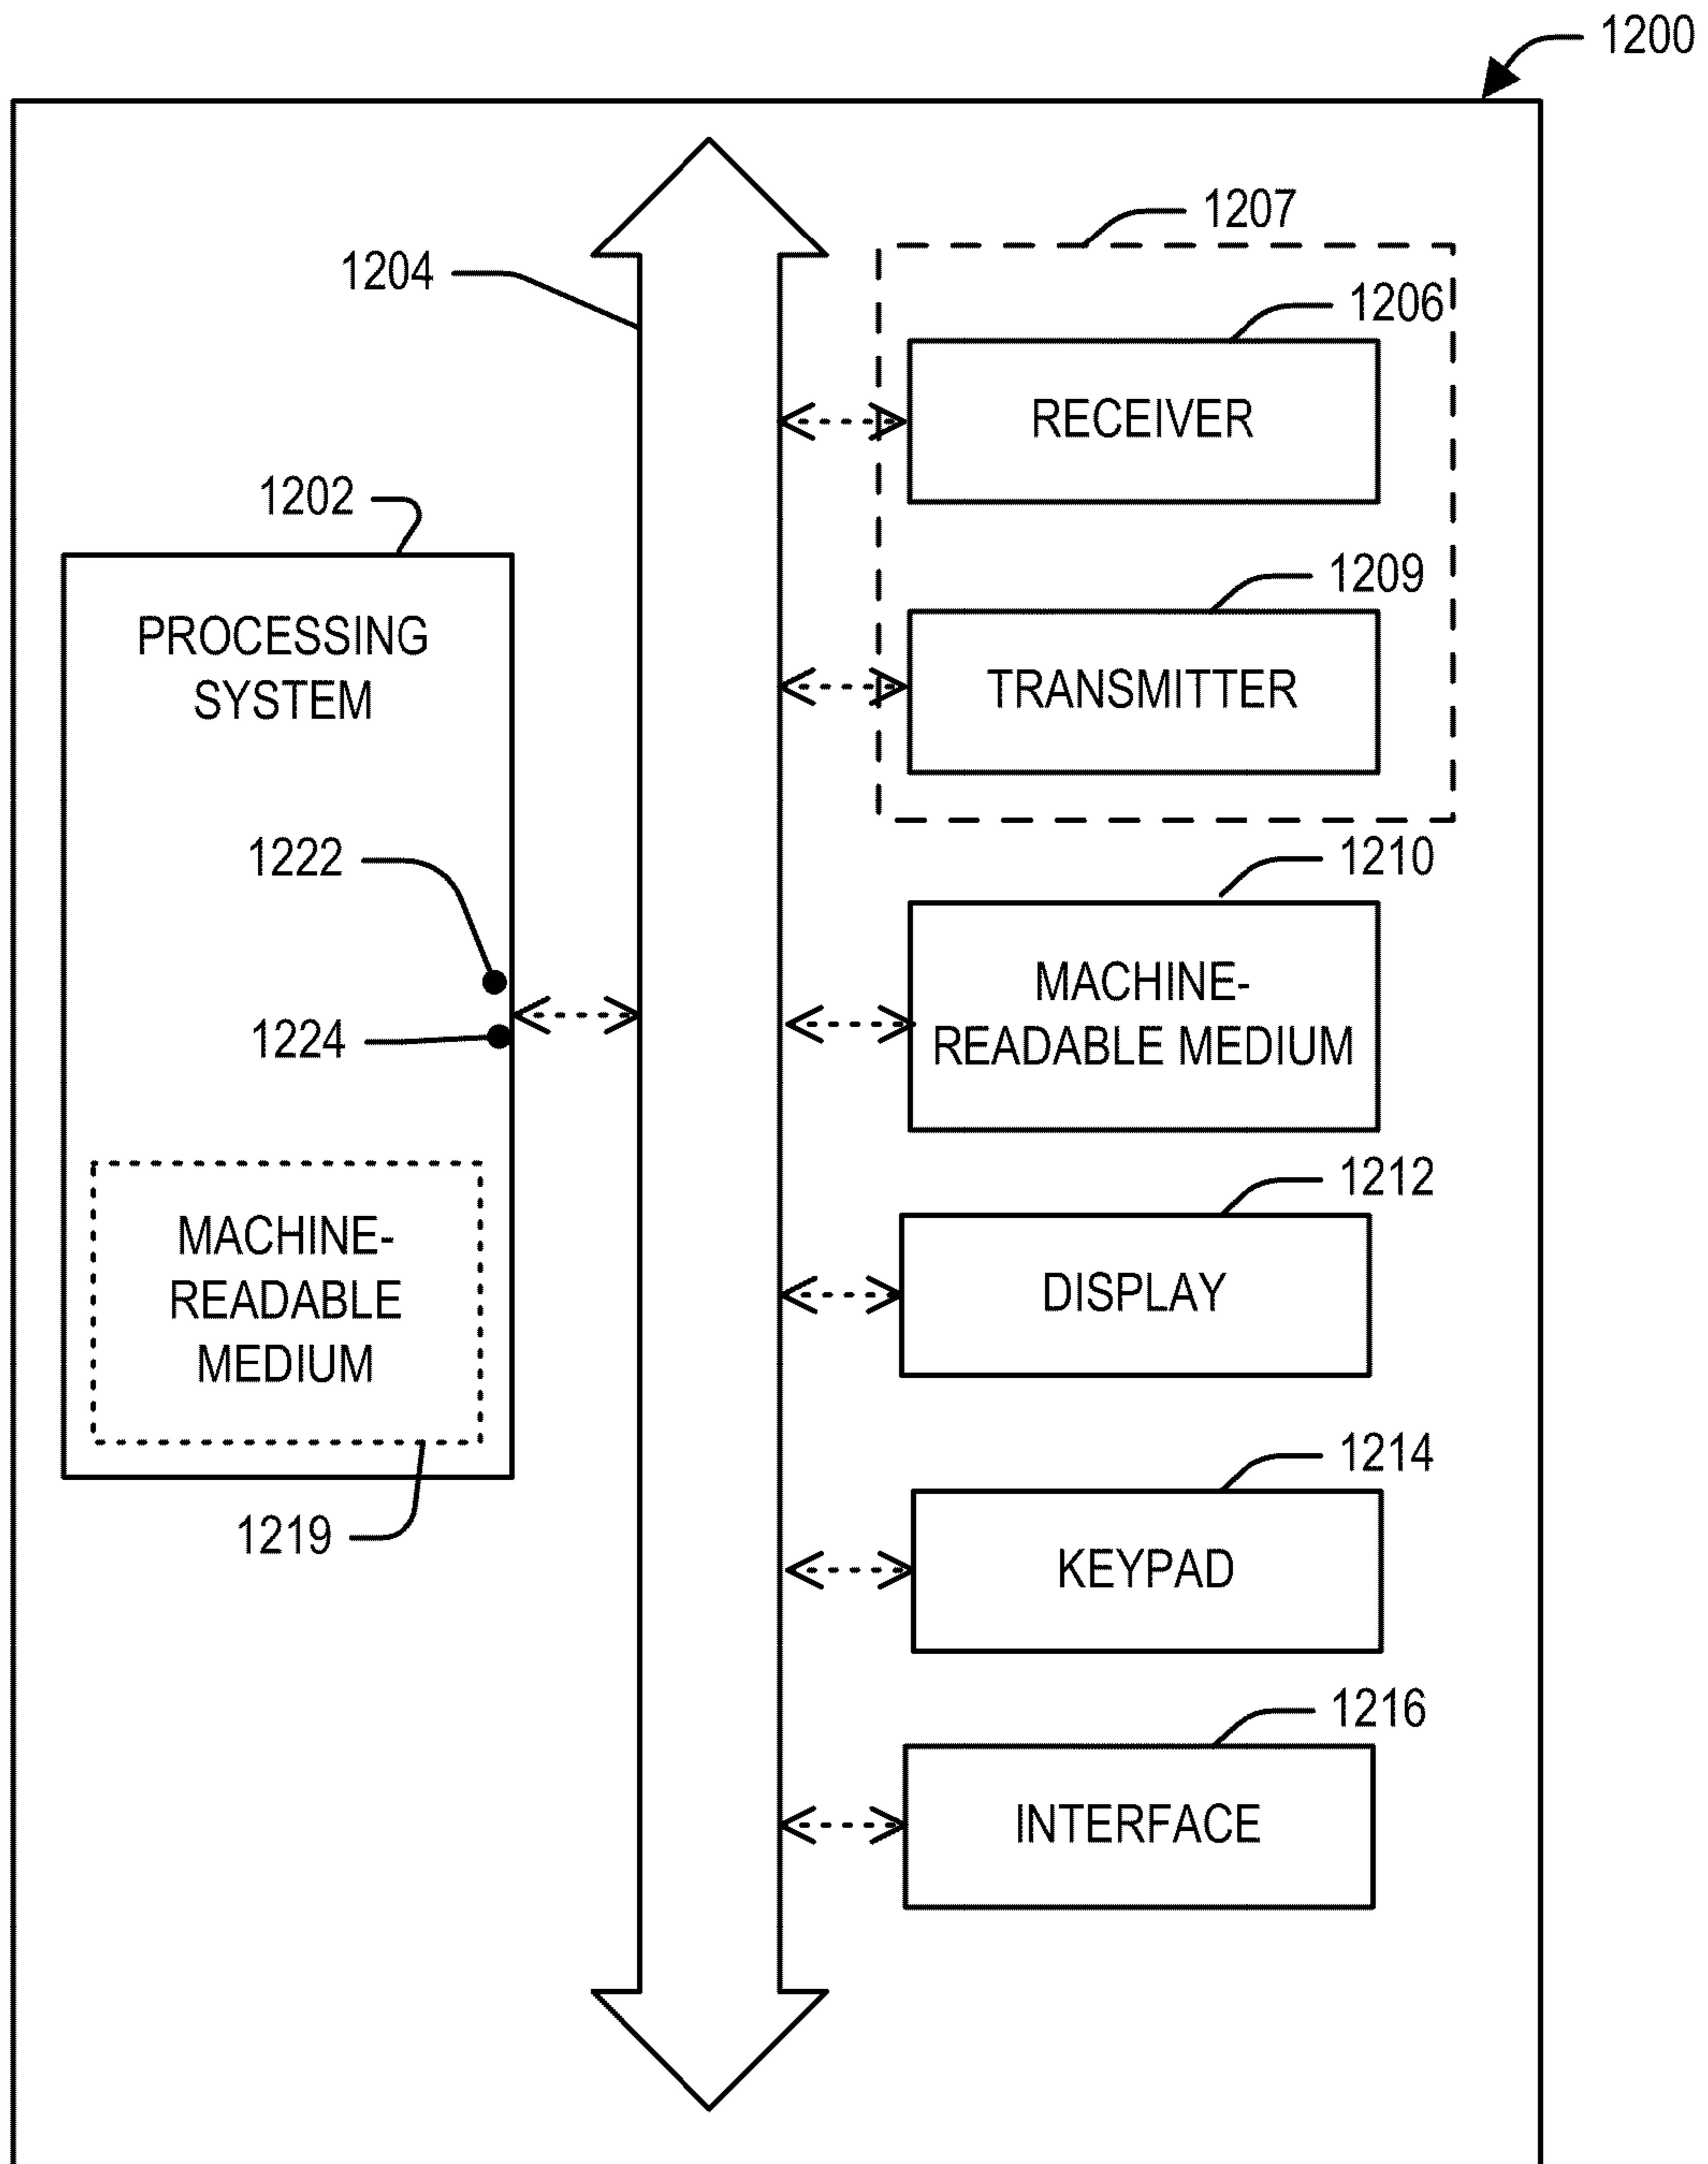 1200
1207
1204
1206
RECEIVER
1202
1209
PROCESSING
SYSTEM
TRANSMITTER
1222
1210
MACHINE-
READABLE MEDIUM
1224
1212
MACHINE-
READABLE
MEDIUM
DISPLAY
1214
1219
KEYPAD
1216
INTERFACE